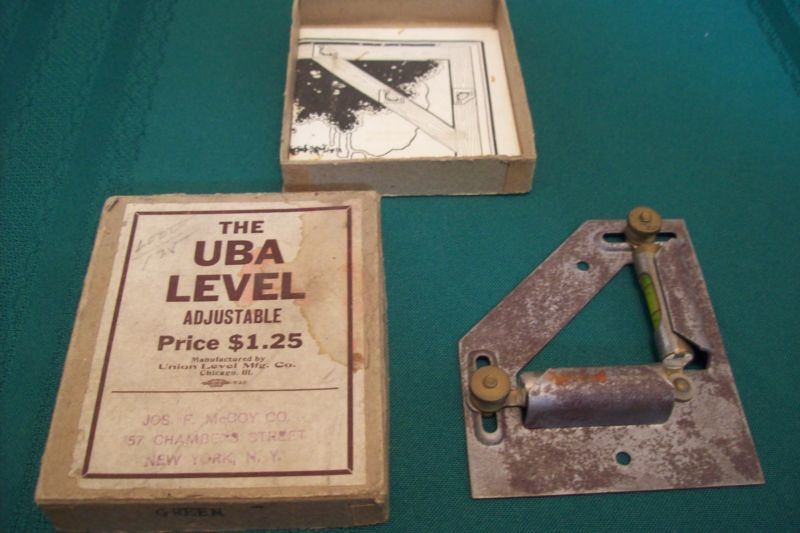 THE
UBA
LEVEL
ADJUSTABLE
Price $1.25
Manufactured by
Union Level Mfg. Co.
Chicago, Ill.
JOS. F. McCOY CO.
57 CHAMBERS STREET
NEW YORK, N. Y.
GREEN